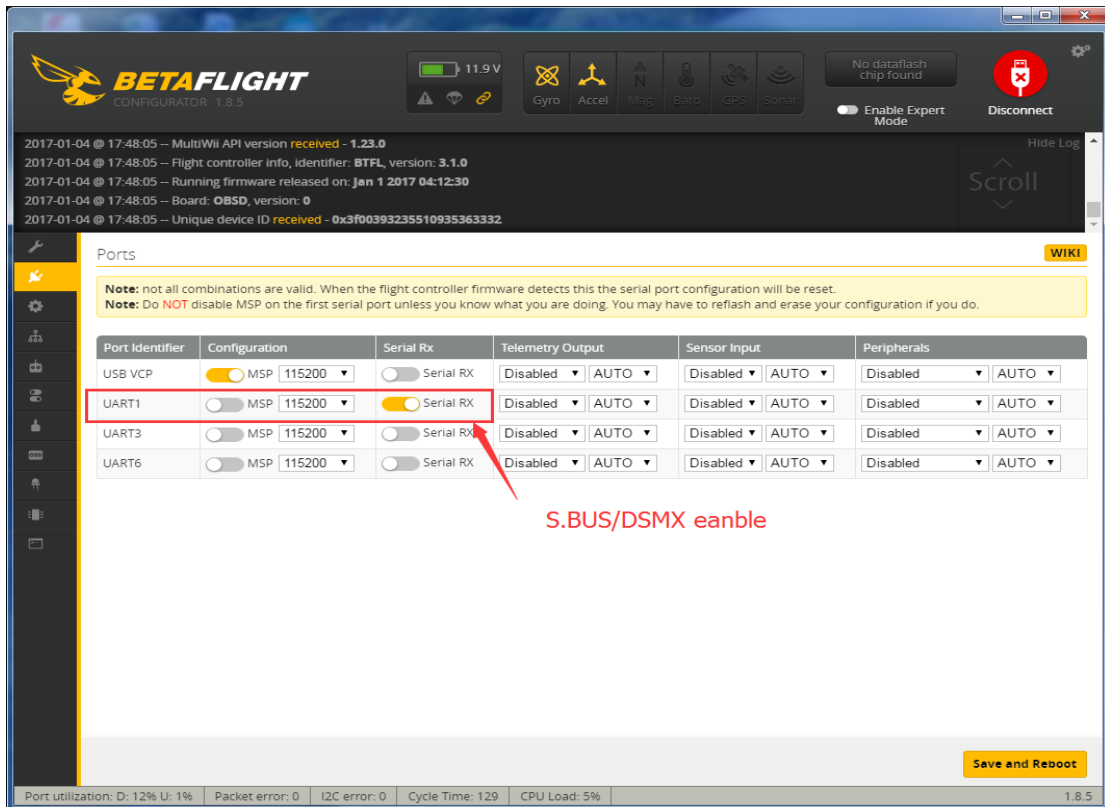 BETAFLIGHT
CONFIGURATOR 1.8.5
11.9 V
Gyro Accel Mag Baro GPS Sonar
No dataflash
chip found
Enable Expert
Mode
Disconnect
2017-01-04 @ 17:48:05 -- MultiWii API version received - 1.23.0
Hide Log
2017-01-04 @ 17:48:05 -- Flight controller info, identifier: BTFL, version: 3.1.0
2017-01-04 @ 17:48:05 -- Running firmware released on: Jan 1 2017 04:12:30
Scroll
2017-01-04 @ 17:48:05 -- Board: OBSD, version: 0
2017-01-04 @ 17:48:05 -- Unique device ID received - 0x3f00393235510935363332
Ports
WIKI
Note: not all combinations are valid. When the flight controller firmware detects this the serial port configuration will be reset.
Note: Do NOT disable MSP on the first serial port unless you know what you are doing. You may have to reflash and erase your configuration if you do.
Port Identifier Configuration Serial Rx Telemetry Output Sensor Input Peripherals
USB VCP MSP 115200 Serial RX Disabled AUTO Disabled AUTO Disabled AUTO
UART1 MSP 115200 Serial RX Disabled AUTO Disabled AUTO Disabled AUTO
UART3 MSP 115200 Serial RX Disabled AUTO Disabled AUTO Disabled AUTO
UART6 MSP 115200 Serial RX Disabled AUTO Disabled AUTO Disabled AUTO
S.BUS/DSMX eanble
Save and Reboot
Port utilization: D: 12% U: 1% Packet error: 0 I2C error: 0 Cycle Time: 129 CPU Load: 5% 1.8.5